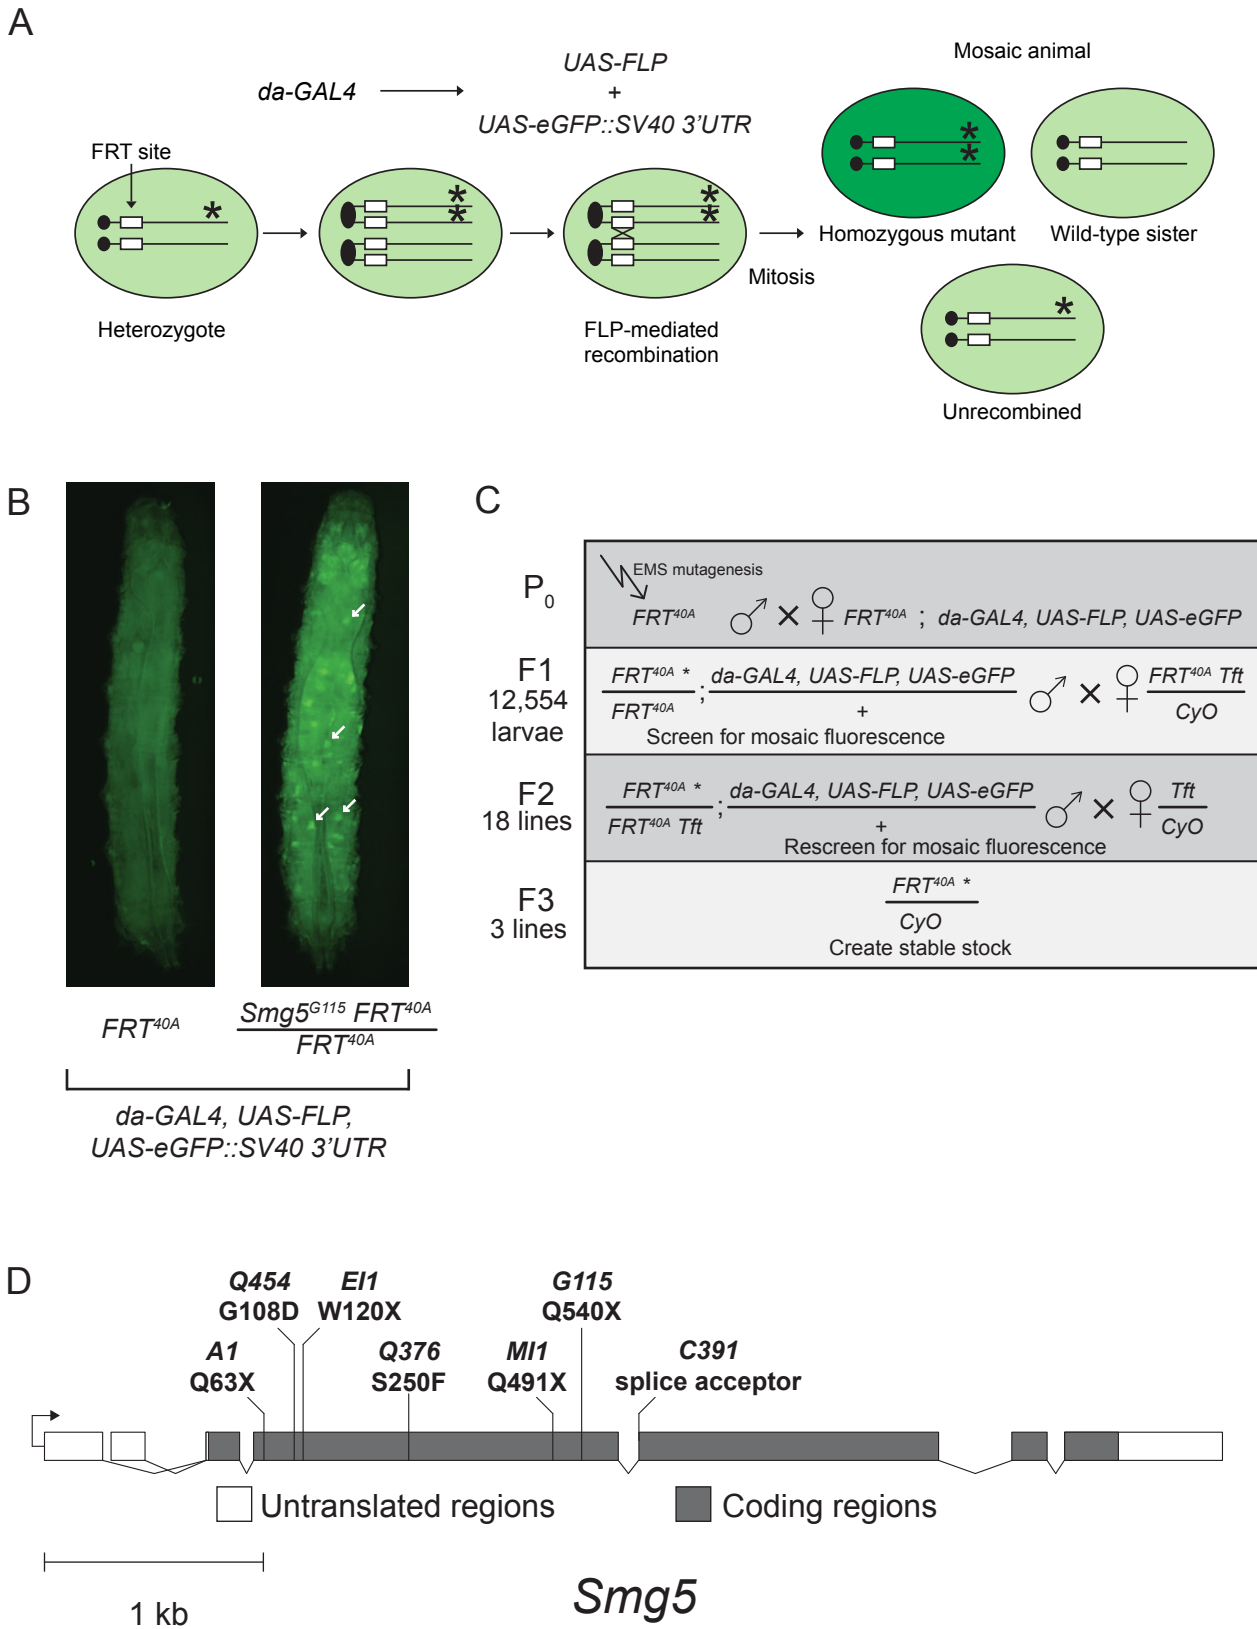 A
da-GAL4
UAS-FLP
+
UAS-eGFP::SV40 3’UTR
Mosaic animal
FRT site
*
*
*
*
*
*
*
Heterozygote
FLP-mediated
recombination
Mitosis
Homozygous mutant
Wild-type sister
*
Unrecombined
B
FRT40A
Smg5G115 FRT40A
FRT40A
da-GAL4, UAS-FLP,
UAS-eGFP::SV40 3’UTR
C
P0
EMS mutagenesis
FRT40A ♂ × ♀ FRT40A ; da-GAL4, UAS-FLP, UAS-eGFP
F1
12,554
larvae
FRT40A * ; da-GAL4, UAS-FLP, UAS-eGFP ♂ × ♀ FRT40A Tft
FRT40A + CyO
Screen for mosaic fluorescence
F2
18 lines
FRT40A * ; da-GAL4, UAS-FLP, UAS-eGFP ♂ × ♀ Tft
FRT40A Tft + CyO
Rescreen for mosaic fluorescence
F3
3 lines
FRT40A *
CyO
Create stable stock
D
Q454 EI1 G115
G108D W120X Q540X
A1 Q376 MI1 C391
Q63X S250F Q491X splice acceptor
Untranslated regions
Coding regions
1 kb
Smg5